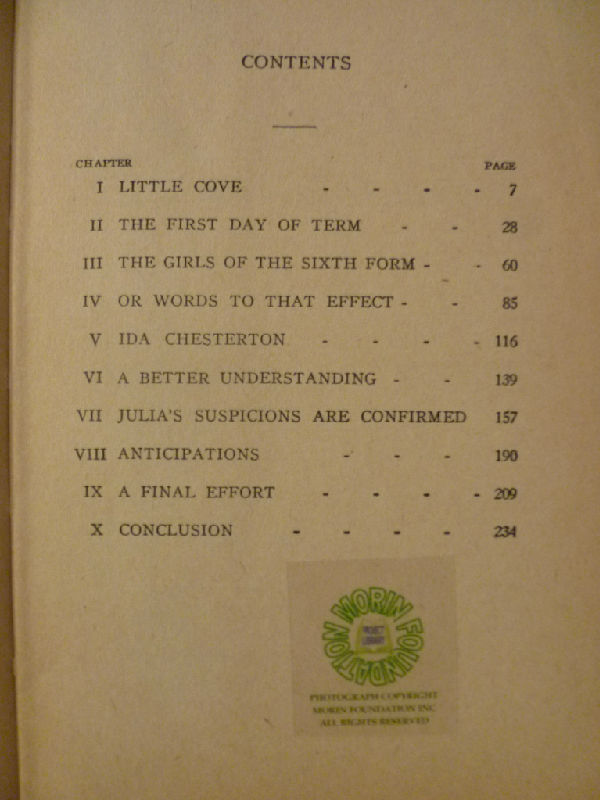 CONTENTS
CHAPTER PAGE
I LITTLE COVE - - - - 7
II THE FIRST DAY OF TERM - - 28
III THE GIRLS OF THE SIXTH FORM - - 60
IV OR WORDS TO THAT EFFECT - - 85
V IDA CHESTERTON - - - - 116
VI A BETTER UNDERSTANDING - - 139
VII JULIA'S SUSPICIONS ARE CONFIRMED 157
VIII ANTICIPATIONS - - - 190
IX A FINAL EFFORT - - - - 209
X CONCLUSION - - - - 234
MORIN FOUNDATION
LIBRARY
PHOTOGRAPH COPYRIGHT
MORIN FOUNDATION INC
ALL RIGHTS RESERVED